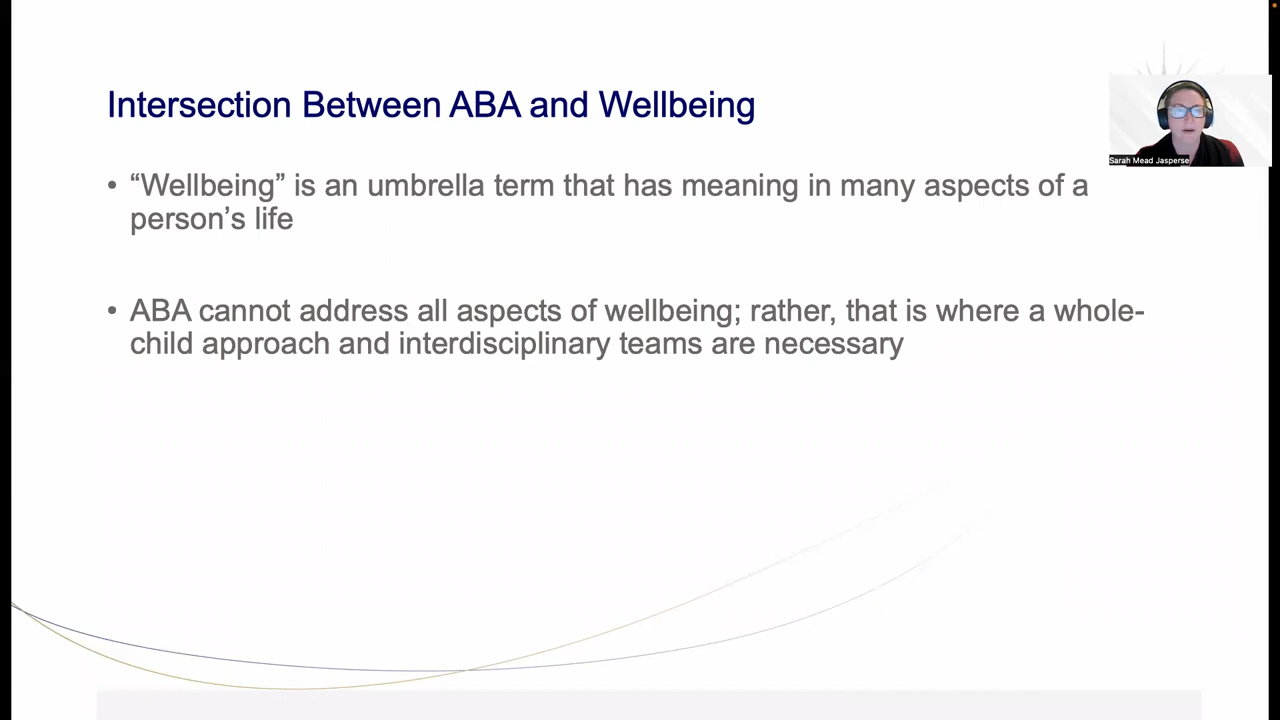 Intersection Between ABA and Wellbeing
Sarah Mead Jasperse
• “Wellbeing” is an umbrella term that has meaning in many aspects of a
person’s life
• ABA cannot address all aspects of wellbeing; rather, that is where a whole-
child approach and interdisciplinary teams are necessary